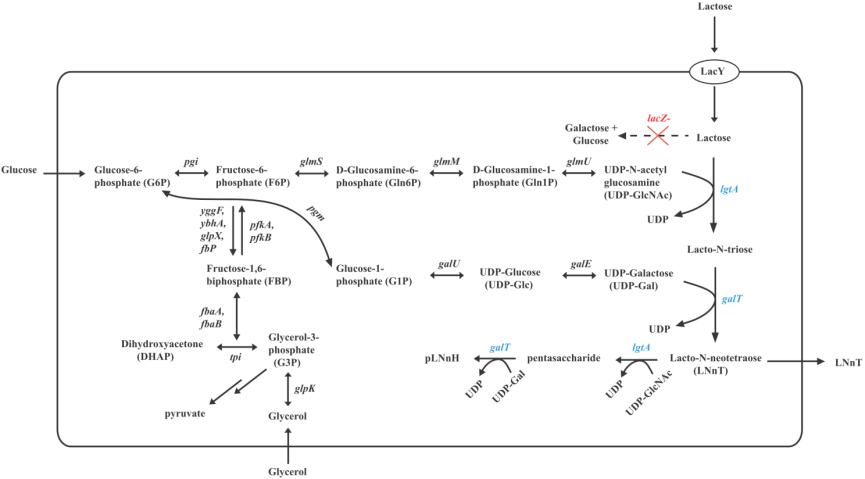 Lactose
LacY
lacZ-
Galactose +
Glucose
Lactose
Glucose
Glucose-6-
phosphate (G6P)
pgi
Fructose-6-
phosphate (F6P)
glmS
D-Glucosamine-6-
phosphate (Gln6P)
glmM
D-Glucosamine-1-
phosphate (Gln1P)
glmU
UDP-N-acetyl
glucosamine
(UDP-GlcNAc)
lgtA
UDP
pgm
yggF,
ybhA,
glpX,
fbP
pfkA,
pfkB
Lacto-N-triose
Fructose-1,6-
biphosphate (FBP)
Glucose-1-
phosphate (G1P)
galU
UDP-Glucose
(UDP-Glc)
galE
UDP-Galactose
(UDP-Gal)
galT
UDP
fbaA,
fbaB
Dihydroxyacetone
(DHAP)
tpi
Glycerol-3-
phosphate
(G3P)
pLNnH
galT
UDP
UDP-Gal
pentasaccharide
lgtA
UDP
UDP-GlcNAc
Lacto-N-neotetraose
(LNnT)
LNnT
pyruvate
glpK
Glycerol
Glycerol